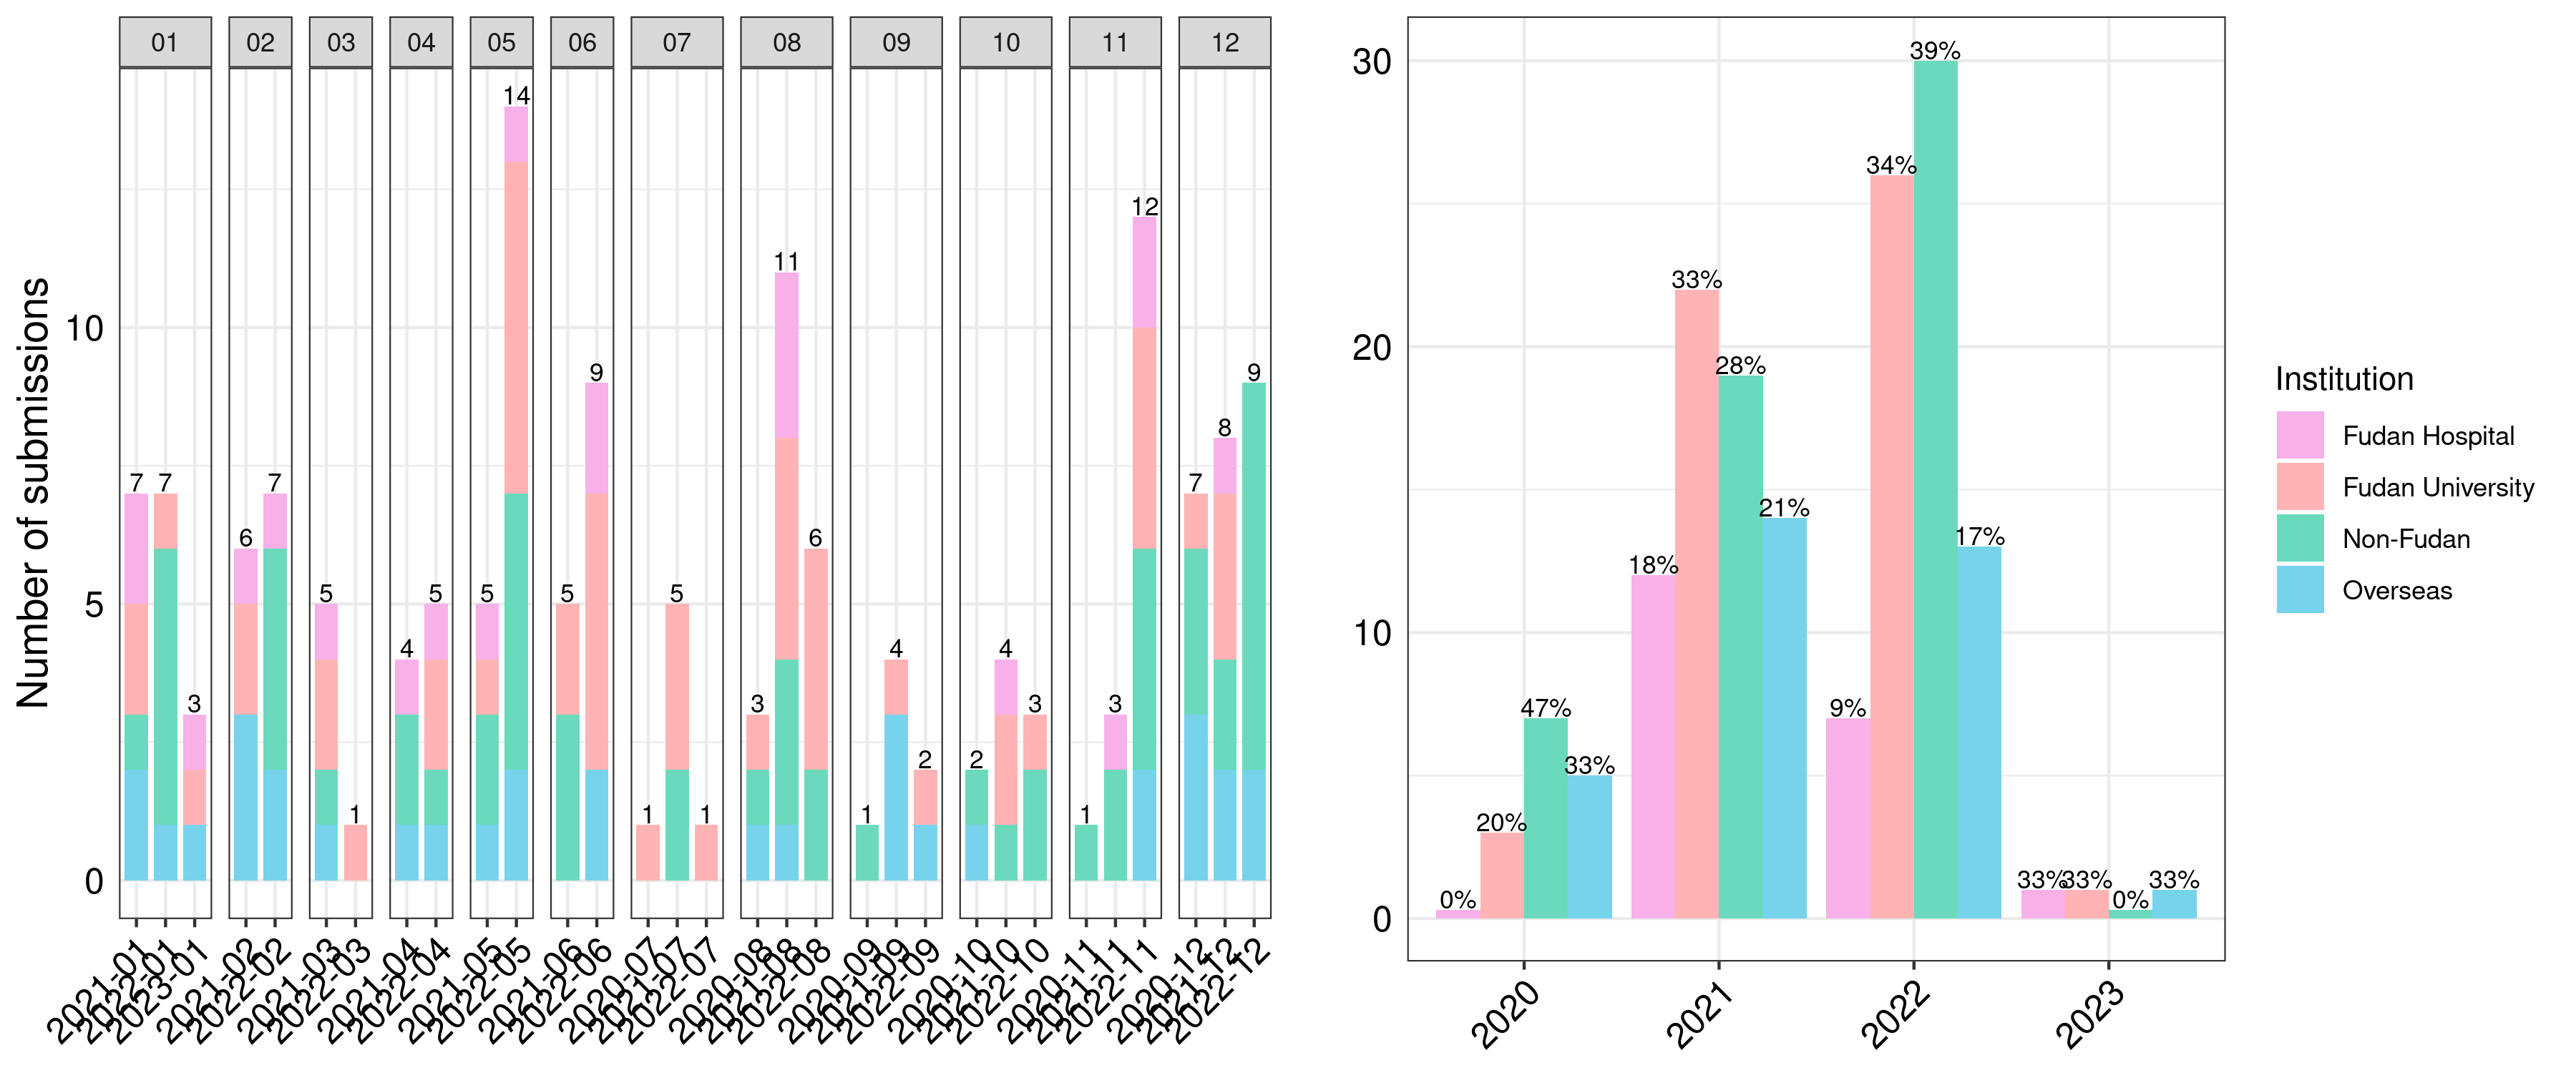 01 02 03 04 05 06 07 08 09 10 11 12
Number of submissions
10
5
0
7 7 3
6 7
5 1
4 5
5 14
5 9
1 5 1
3 11 6
1 4 2
2 4 3
1 3 12
7 8 9
2021-01 2022-01 2023-01
2021-02 2022-02
2021-03 2022-03
2021-04 2022-04
2021-05 2022-05
2021-06 2022-06
2020-07 2021-07 2022-07
2020-08 2021-08 2022-08
2020-09 2021-09 2022-09
2020-10 2021-10 2022-10
2020-11 2021-11 2022-11
2020-12 2021-12 2022-12
30
20
10
0
0% 20% 47% 33%
18% 33% 28% 21%
9% 34% 39% 17%
33% 33% 0% 33%
2020 2021 2022 2023
Institution
Fudan Hospital
Fudan University
Non-Fudan
Overseas